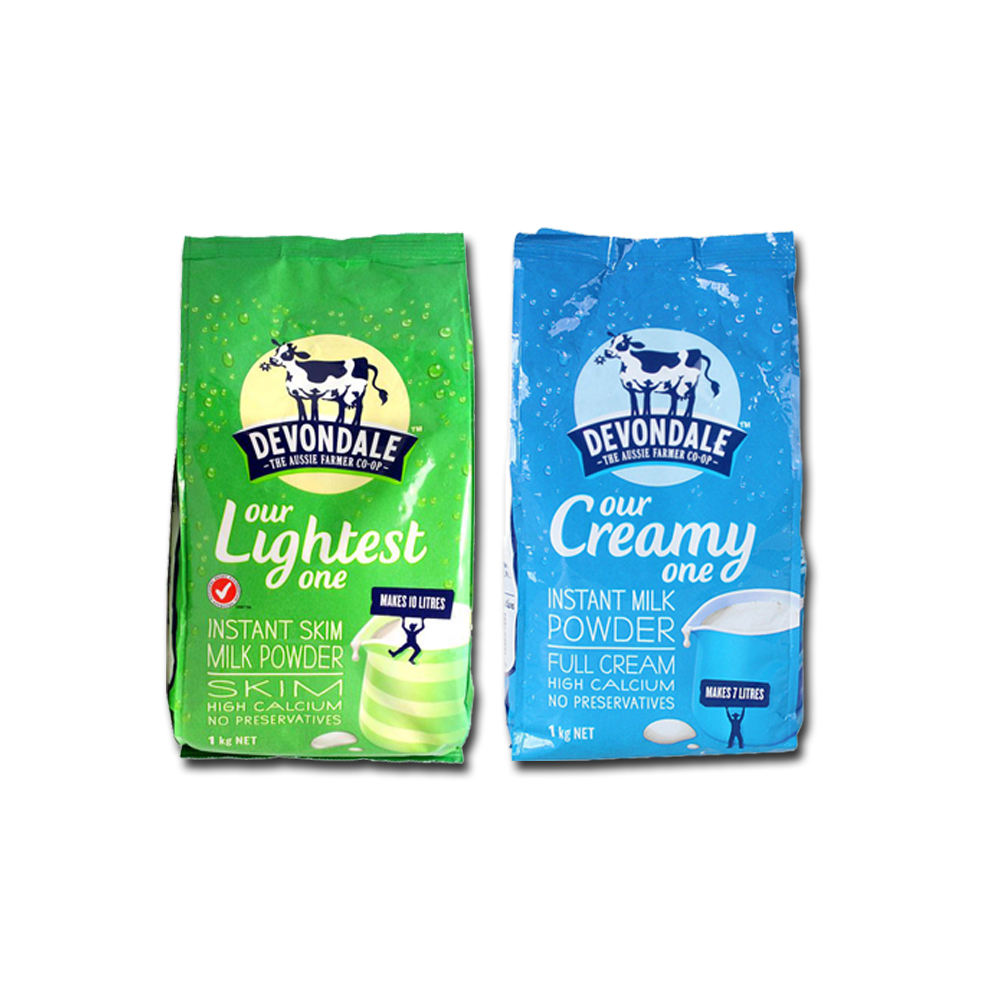 DEVONDALE
TM
- THE AUSSIE FARMER CO-OP -
our
Lightest
one
MAKES 10 LITRES
INSTANT SKIM
MILK POWDER
SKIM
HIGH CALCIUM
NO PRESERVATIVES
1 kg NET
DEVONDALE
TM
- THE AUSSIE FARMER CO-OP -
our
Creamy
one
INSTANT MILK
POWDER
FULL CREAM
HIGH CALCIUM
NO PRESERVATIVES
MAKES 7 LITRES
1 kg NET